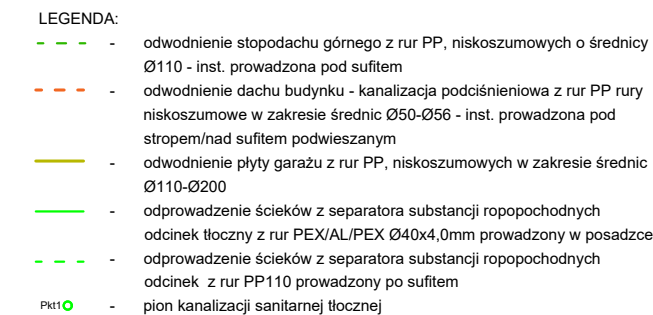 LEGENDA:
- odwodnienie stopodachu górnego z rur PP, niskoszumowych o średnicy
Ø110 - inst. prowadzona pod sufitem
- odwodnienie dachu budynku - kanalizacja podciśnieniowa z rur PP rury
niskoszumowe w zakresie średnic Ø50-Ø56 - inst. prowadzona pod
stropem/nad sufitem podwieszanym
- odwodnienie płyty garażu z rur PP, niskoszumowych w zakresie średnic
Ø110-Ø200
- odprowadzenie ścieków z separatora substancji ropopochodnych
odcinek tłoczny z rur PEX/AL/PEX Ø40x4,0mm prowadzony w posadzce
- odprowadzenie ścieków z separatora substancji ropopochodnych
odcinek z rur PP110 prowadzony po sufitem
Pkt1 - pion kanalizacji sanitarnej tłocznej